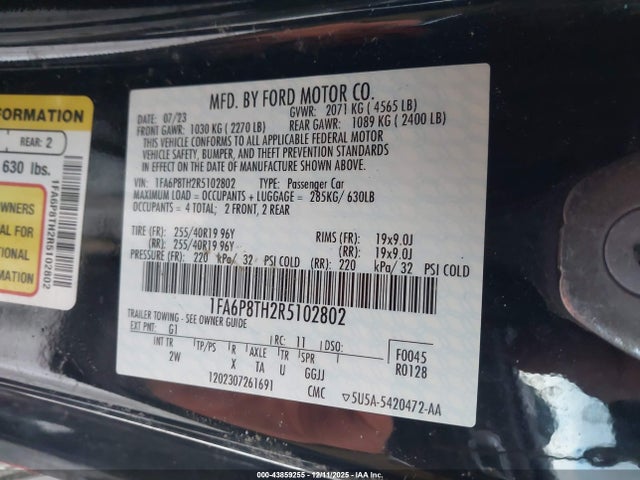 FORMATION
REAR: 2
630 lbs.
WNERS
FOR
TIONAL
RMATION
1FA6P8TH2R5102802
MFD. BY FORD MOTOR CO.
DATE: 07/23 GVWR: 2071 KG ( 4565 LB)
FRONT GAWR: 1030 KG ( 2270 LB) REAR GAWR: 1089 KG ( 2400 LB)
THIS VEHICLE CONFORMS TO ALL APPLICABLE FEDERAL MOTOR
VEHICLE SAFETY, BUMPER, AND THEFT PREVENTION STANDARDS
IN EFFECT ON THE DATE OF MANUFACTURE SHOWN ABOVE.
VIN: 1FA6P8TH2R5102802 TYPE: Passenger Car
MAXIMUM LOAD = OCCUPANTS + LUGGAGE = 285KG/ 630LB
OCCUPANTS = 4 TOTAL; 2 FRONT, 2 REAR
TIRE (FR): 255/40R19 96Y RIMS (FR): 19x9.0J
(RR): 255/40R19 96Y (RR): 19x9.0J
PRESSURE (FR): 220 kPa/ 32 PSI COLD (RR): 220 kPa/ 32 PSI COLD
1FA6P8TH2R5102802
TRAILER TOWING - SEE OWNER GUIDE
EXT PNT: G1 RC: 11 DSO: F0045
INT TR TP/PS R AXLE TR SPR R0128
2W X TA U GGJJ
1202307261691 CMC 5U5A-5420472-AA
000-43859255 - 12/11/2025 - IAAI.COM